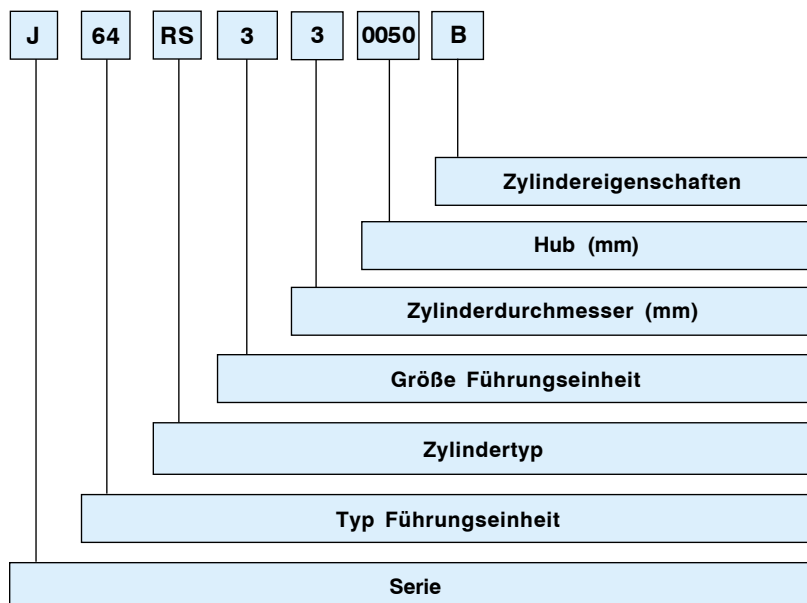 J 64 RS 3 3 0050 B
Zylindereigenschaften
Hub (mm)
Zylinderdurchmesser (mm)
Größe Führungseinheit
Zylindertyp
Typ Führungseinheit
Serie